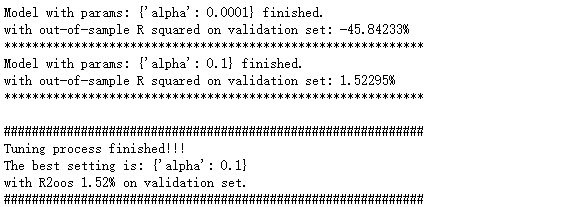 Model with params: {'alpha': 0.0001} finished.
with out-of-sample R squared on validation set: -45.84233%
************************************************************
Model with params: {'alpha': 0.1} finished.
with out-of-sample R squared on validation set: 1.52295%
************************************************************
############################################################
Tuning process finished!!!
The best setting is: {'alpha': 0.1}
with R2oos 1.52% on validation set.
############################################################